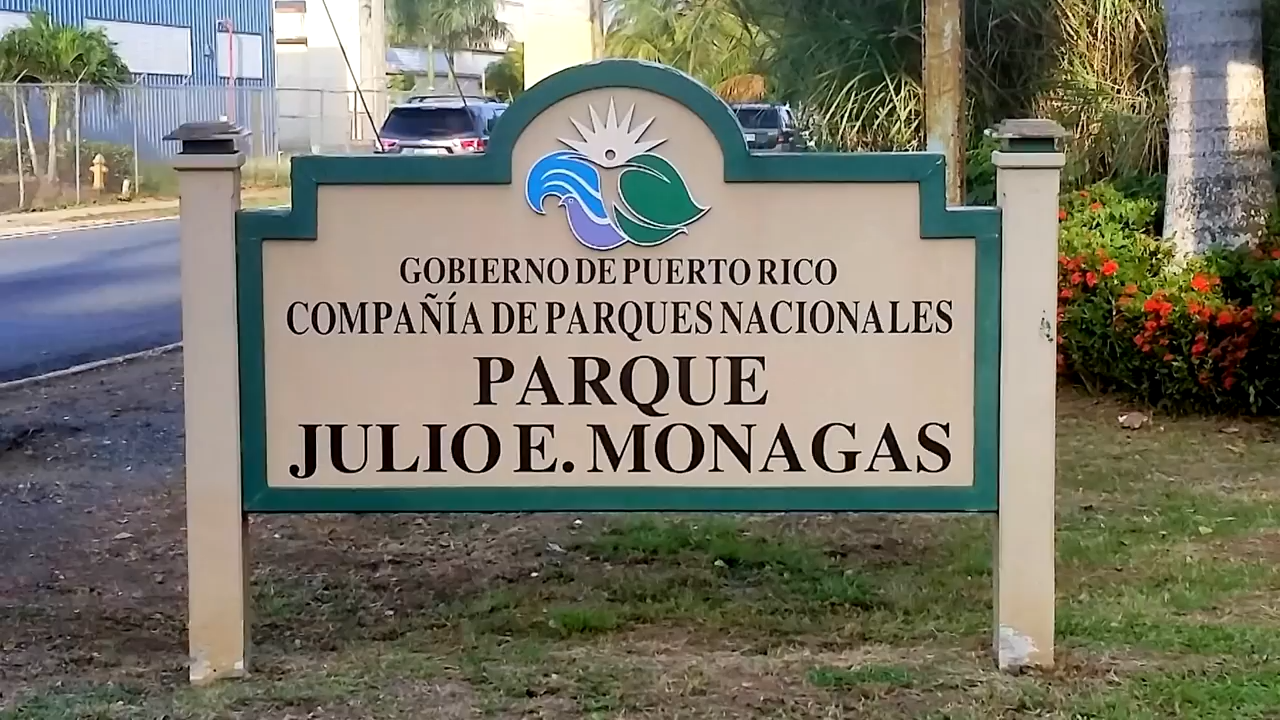 GOBIERNO DE PUERTO RICO
COMPAÑÍA DE PARQUES NACIONALES
PARQUE
JULIO E. MONAGAS